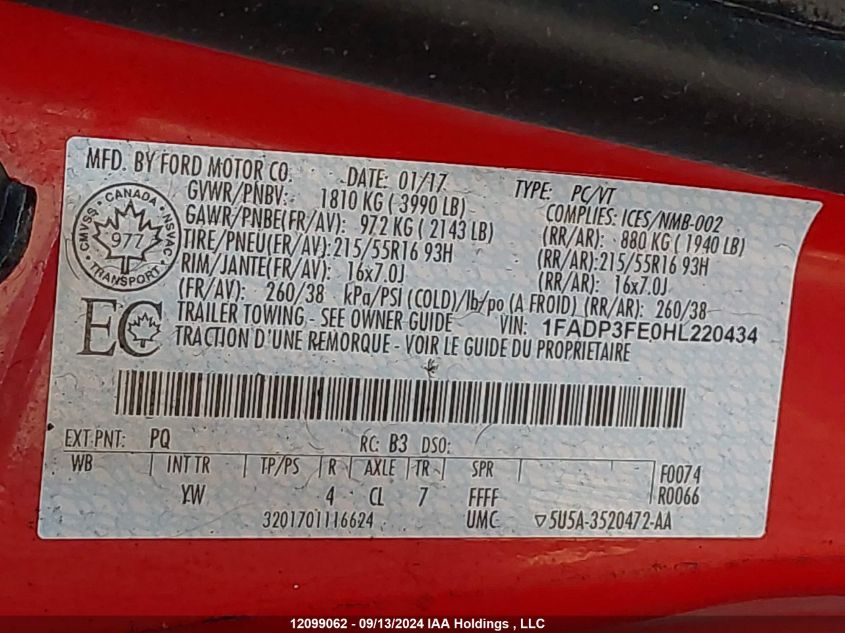 MFD. BY FORD MOTOR CO. DATE: 01/17 TYPE: PC/VT
GVWR/PNBV: 1810 KG ( 3990 LB) COMPLIES: ICES/NMB-002
GAWR/PNBE(FR/AV): 972 KG ( 2143 LB) (RR/AR): 880 KG ( 1940 LB)
TIRE/PNEU(FR/AV): 215/55R16 93H (RR/AR): 215/55R16 93H
RIM/JANTE(FR/AV): 16x7.0J (RR/AR): 16x7.0J
(FR/AV): 260/38 kPa/PSI (COLD)/lb/po (A FROID) (RR/AR): 260/38
TRAILER TOWING - SEE OWNER GUIDE VIN: 1FADP3FE0HL220434
TRACTION D'UNE REMORQUE - VOIR LE GUIDE DU PROPRIETAIRE
CANADA
CMVSS 977 NSVAC
TRANSPORT
EC
EXT PNT: PQ RC: B3 DSO:
WB INT TR TP/PS R AXLE TR SPR F0074
YW 4 CL 7 FFFF R0066
3201701116624 UMC ▽5U5A-3520472-AA
12099062 - 09/13/2024 IAA Holdings , LLC